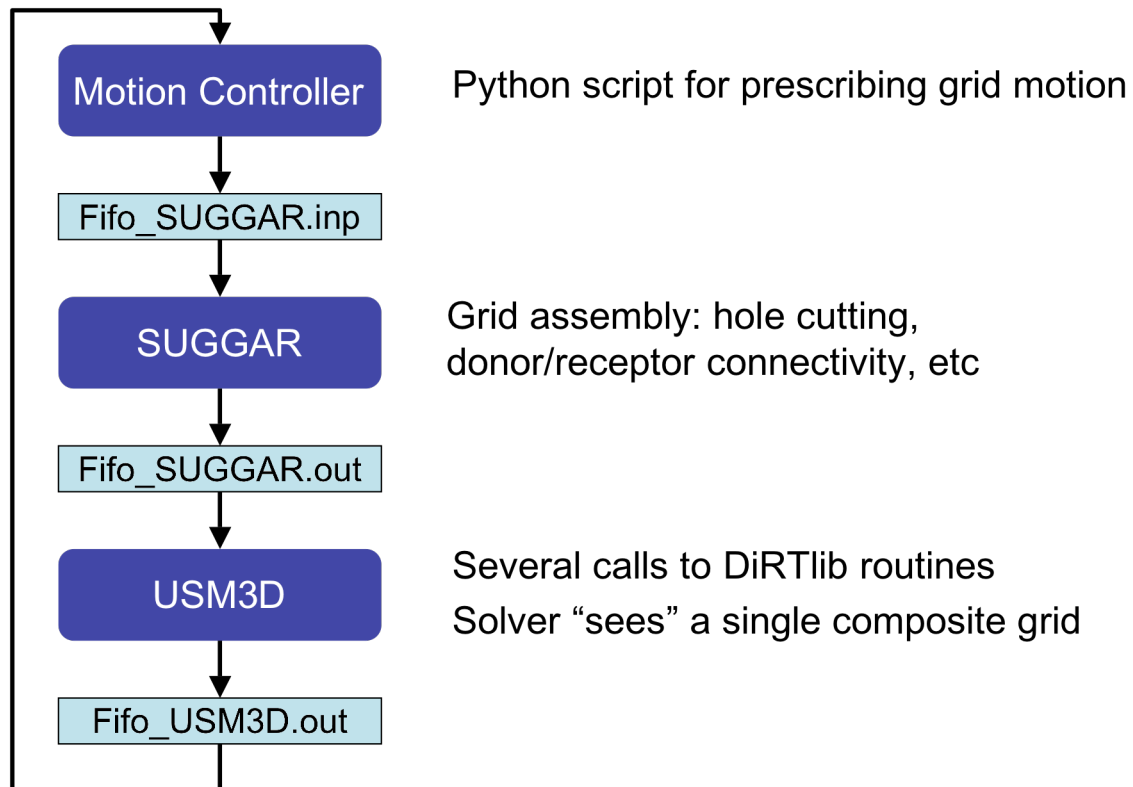 Motion Controller
Python script for prescribing grid motion
Fifo_SUGGAR.inp
SUGGAR
Grid assembly: hole cutting,
donor/receptor connectivity, etc
Fifo_SUGGAR.out
USM3D
Several calls to DiRTlib routines
Solver “sees” a single composite grid
Fifo_USM3D.out